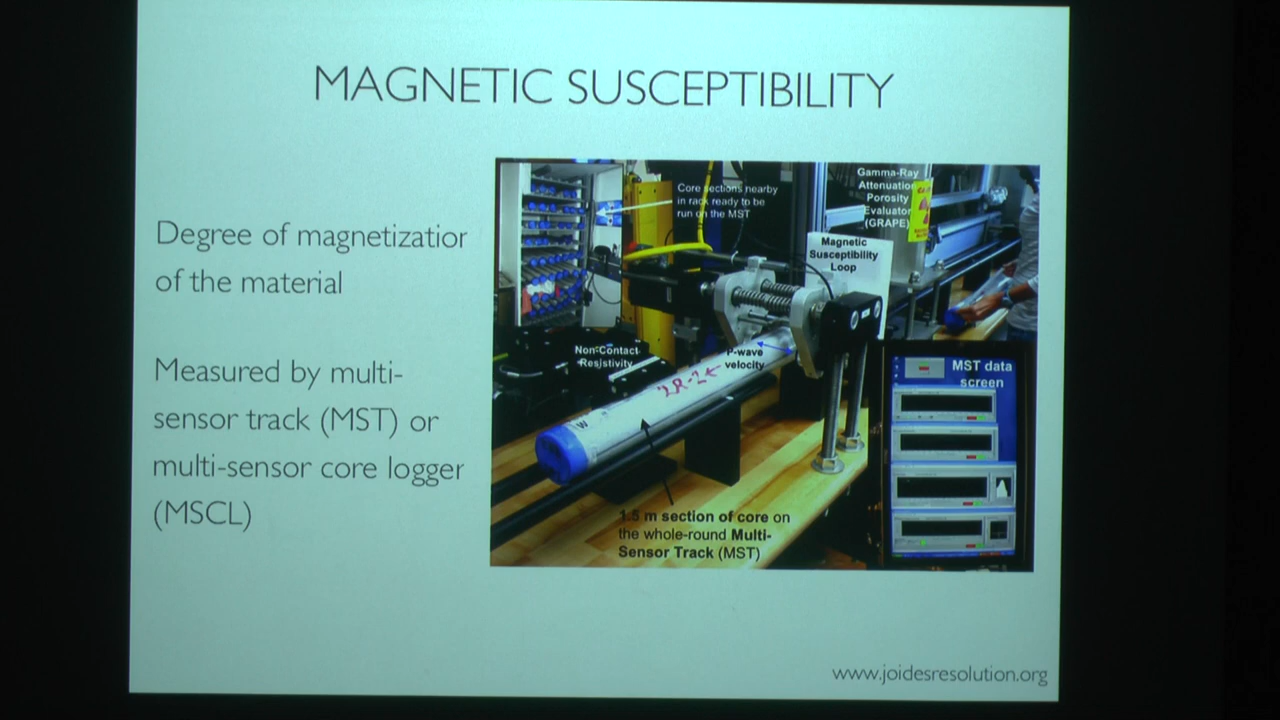 MAGNETIC SUSCEPTIBILITY
Degree of magnetization
of the material
Measured by multi-
sensor track (MST) or
multi-sensor core logger
(MSCL)
Core sections nearby
in rack ready to be
run on the MST
Gamma-Ray
Attenuation
Porosity
Evaluator
(GRAPE)
Magnetic
Susceptibility
Loop
Non-Contact
Resistivity
P-wave
velocity
2R-2
W
MST data
screen
1.5 m section of core on
the whole-round Multi-
Sensor Track (MST)
www.joidesresolution.org